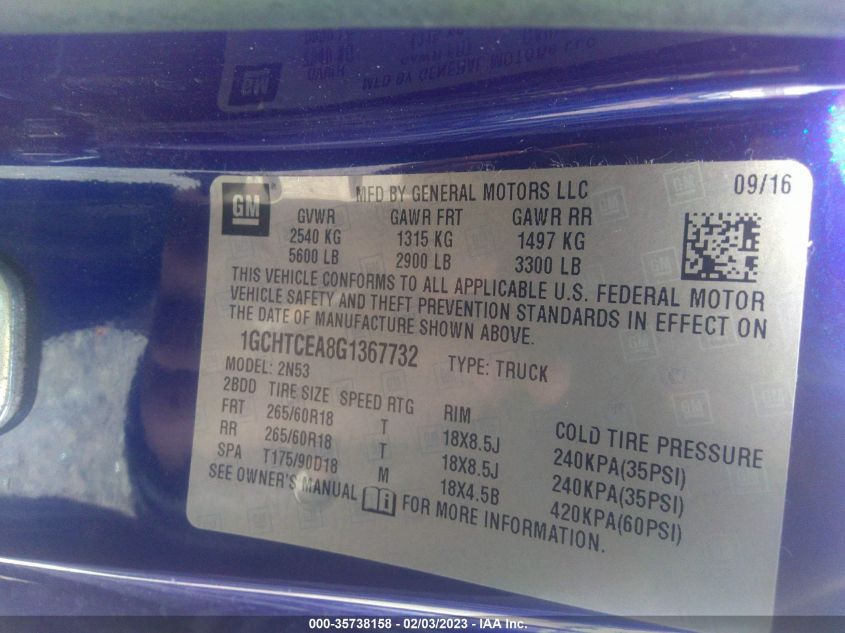 GM
MFD BY GENERAL MOTORS LLC 09/16
GVWR GAWR FRT GAWR RR
2540 KG 1315 KG 1497 KG
5600 LB 2900 LB 3300 LB
THIS VEHICLE CONFORMS TO ALL APPLICABLE U.S. FEDERAL MOTOR
VEHICLE SAFETY AND THEFT PREVENTION STANDARDS IN EFFECT ON
THE DATE OF MANUFACTURE SHOWN ABOVE.
1GCHTCEA8G1367732 TYPE: TRUCK
MODEL: 2N53
2BDD TIRE SIZE SPEED RTG RIM COLD TIRE PRESSURE
FRT 265/60R18 T 18X8.5J 240KPA(35PSI)
RR 265/60R18 T 18X8.5J 240KPA(35PSI)
SPA T175/90D18 M 18X4.5B 420KPA(60PSI)
SEE OWNER'S MANUAL FOR MORE INFORMATION.
000-35738158 - 02/03/2023 - IAA Inc.